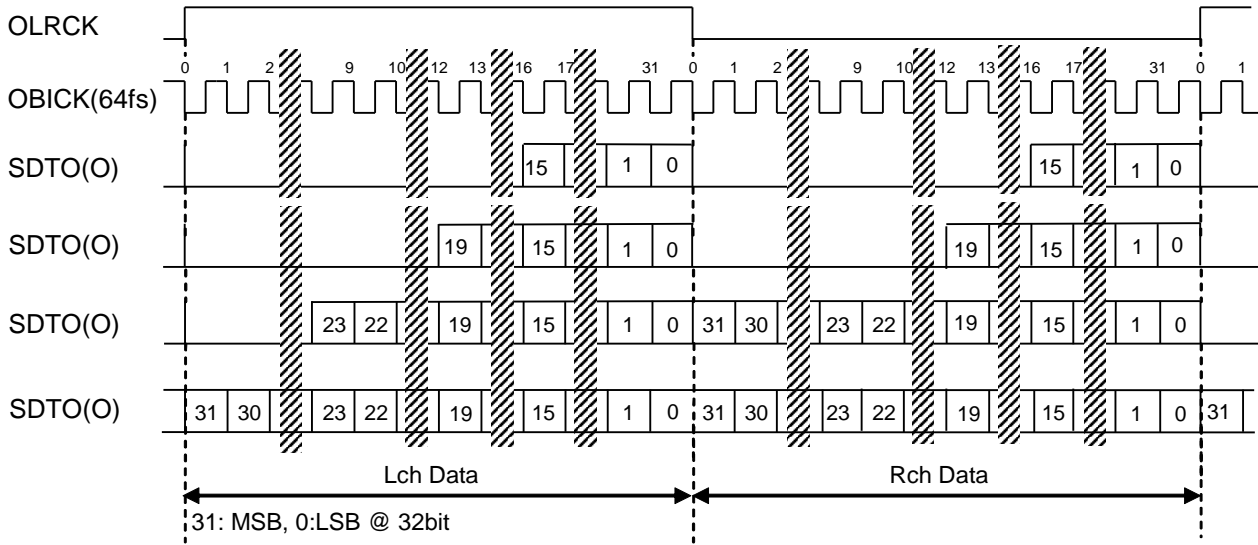 OLRCK
0 1 2 9 10 12 13 16 17 31 0 1 2 9 10 12 13 16 17 31 0 1
OBICK(64fs)
SDTO(O) 15 1 0 15 1 0
SDTO(O) 19 15 1 0 19 15 1 0
SDTO(O) 23 22 19 15 1 0 31 30 23 22 19 15 1 0
SDTO(O) 31 30 23 22 19 15 1 0 31 30 23 22 19 15 1 0 31
Lch Data Rch Data
31: MSB, 0:LSB @ 32bit